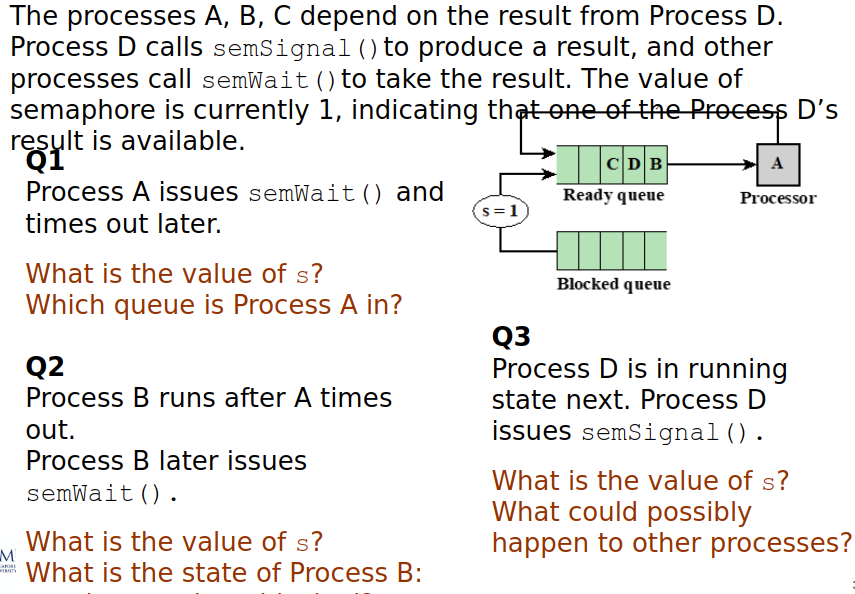 The processes A, B, C depend on the result from Process D.
Process D calls semSignal() to produce a result, and other
processes call semWait() to take the result. The value of
semaphore is currently 1, indicating that one of the Process D’s
result is available.
Q1
Process A issues semWait() and
times out later.
What is the value of s?
Which queue is Process A in?
C D B
A
Ready queue
Processor
s = 1
Blocked queue
Q2
Process B runs after A times
out.
Process B later issues
semWait().
What is the value of s?
What is the state of Process B:
Q3
Process D is in running
state next. Process D
issues semSignal().
What is the value of s?
What could possibly
happen to other processes?